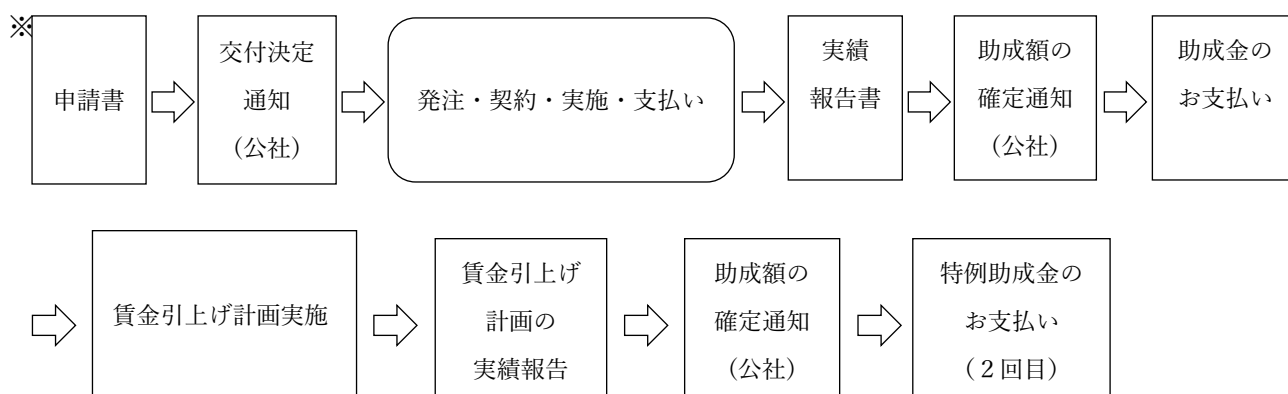 ※
申請書
交付決定
通知
(公社)
発注・契約・実施・支払い
実績
報告書
助成額の
確定通知
(公社)
助成金の
お支払い
賃金引上げ計画実施
賃金引上げ
計画の
実績報告
助成額の
確定通知
(公社)
特例助成金の
お支払い
(2回目)